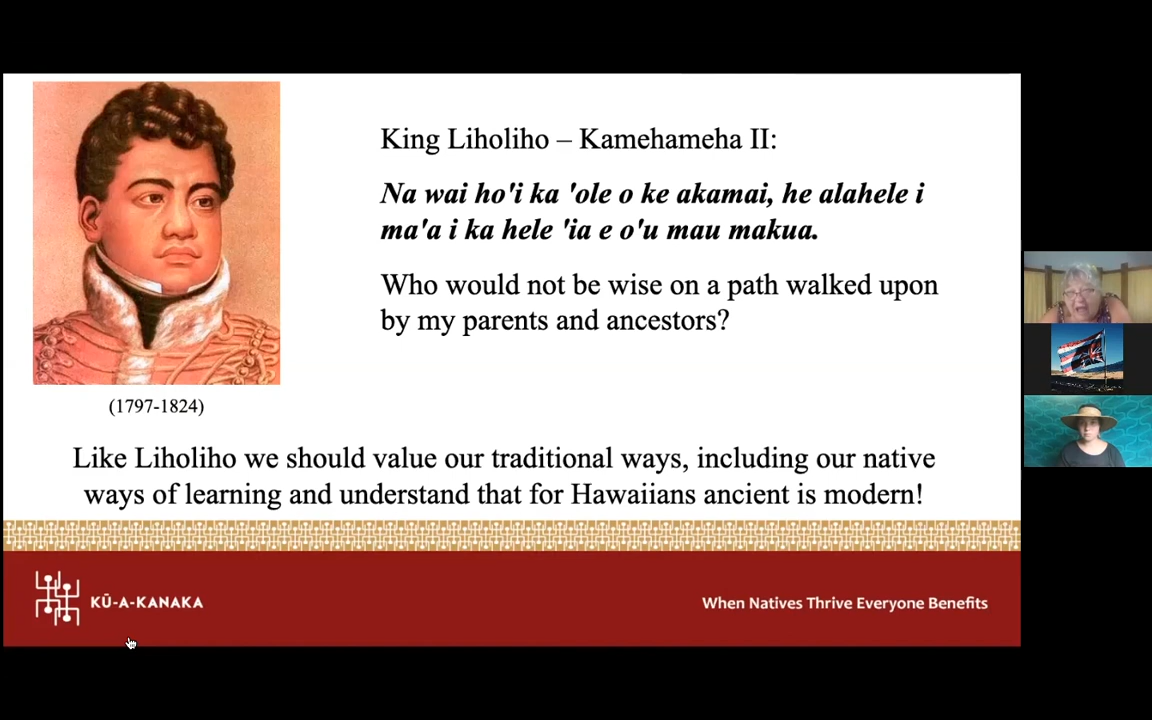 King Liholiho – Kamehameha II:
Na wai ho'i ka 'ole o ke akamai, he alahele i
ma'a i ka hele 'ia e o'u mau makua.
Who would not be wise on a path walked upon
by my parents and ancestors?
(1797-1824)
Like Liholiho we should value our traditional ways, including our native
ways of learning and understand that for Hawaiians ancient is modern!
KŪ-A-KANAKA
When Natives Thrive Everyone Benefits